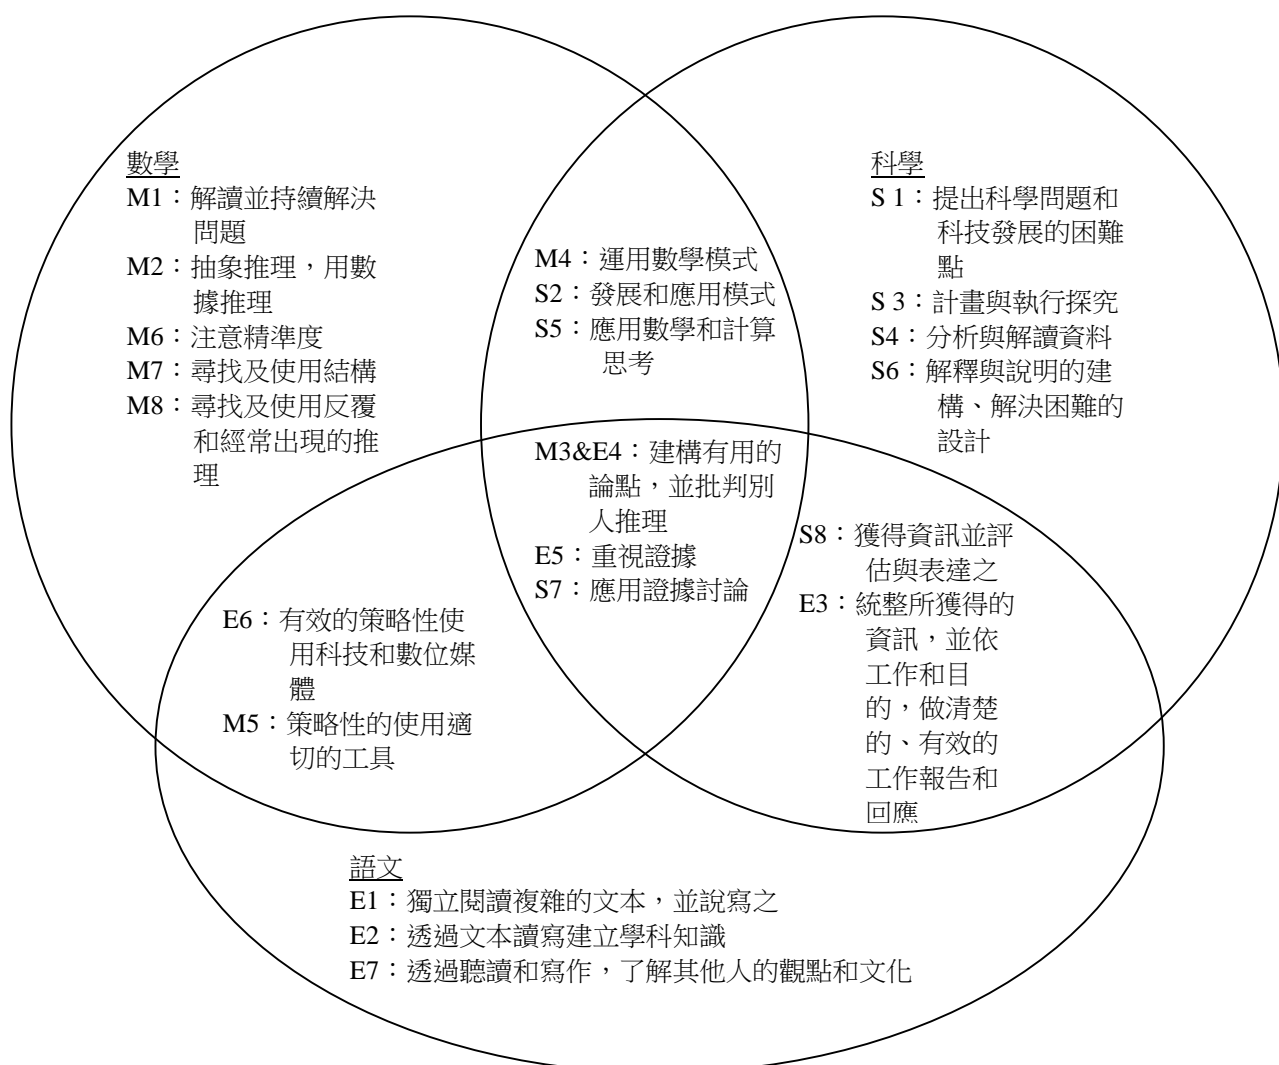 數學
M1：解讀並持續解決
問題
M2：抽象推理，用數
據推理
M6：注意精準度
M7：尋找及使用結構
M8：尋找及使用反覆
和經常出現的推
理
M4：運用數學模式
S2：發展和應用模式
S5：應用數學和計算
思考
科學
S 1：提出科學問題和
科技發展的困難
點
S 3：計畫與執行探究
S4：分析與解讀資料
S6：解釋與說明的建
構、解決困難的
設計
M3&E4：建構有用的
論點，並批判別
人推理
E5：重視證據
S7：應用證據討論
E6：有效的策略性使
用科技和數位媒
體
M5：策略性的使用適
切的工具
S8：獲得資訊並評
估與表達之
E3：統整所獲得的
資訊，並依
工作和目
的，做清楚
的、有效的
工作報告和
回應
語文
E1：獨立閱讀複雜的文本，並說寫之
E2：透過文本讀寫建立學科知識
E7：透過聽讀和寫作，了解其他人的觀點和文化